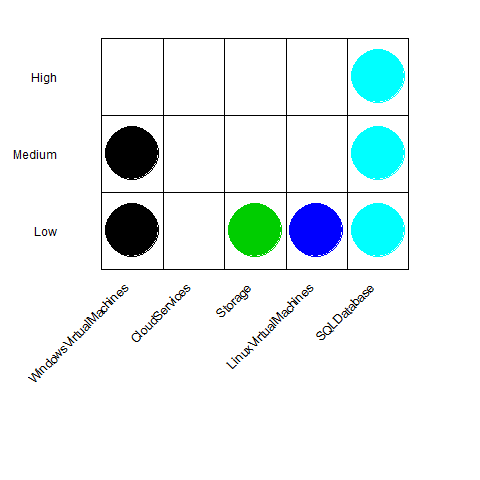 High
Medium
Low
WindowsVirtualMachines
CloudServices
Storage
LinuxVirtualMachines
SQLDatabase